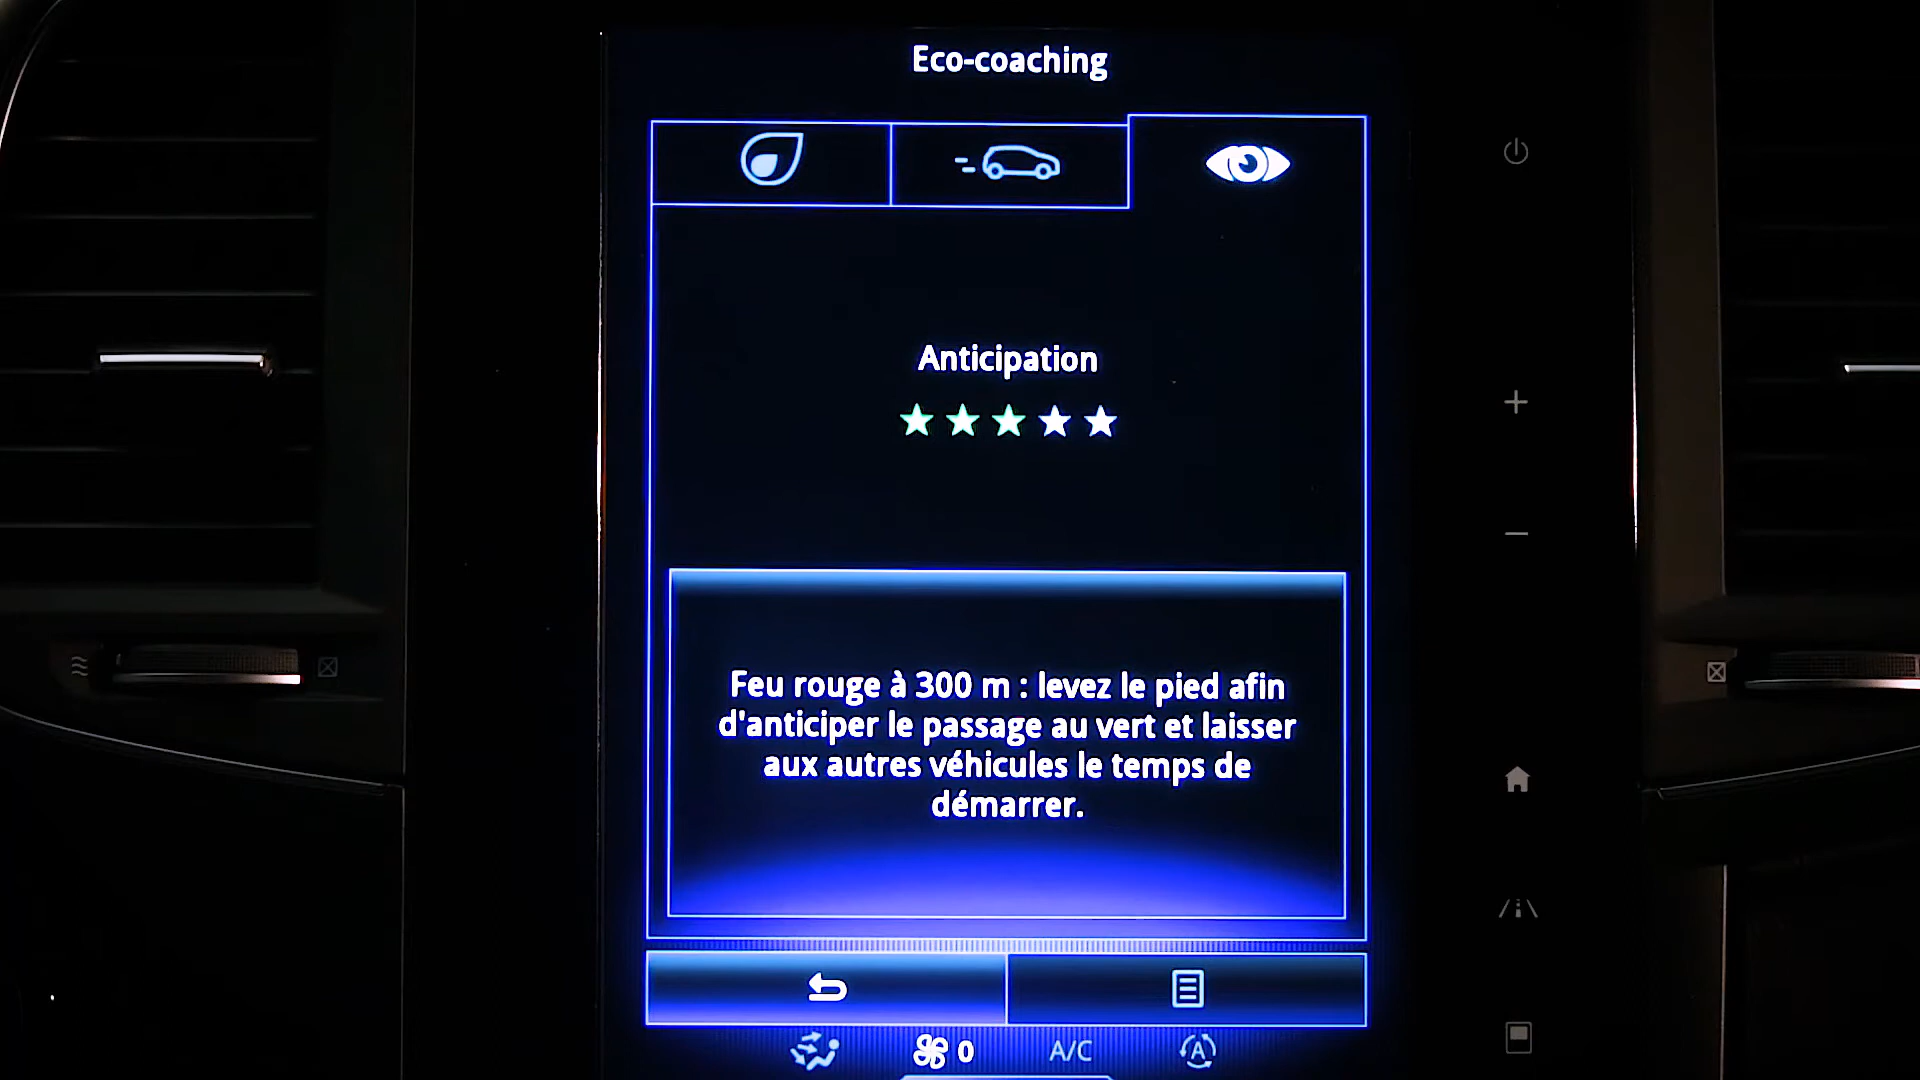 Eco-coaching
Anticipation
Feu rouge à 300 m : levez le pied afin
d'anticiper le passage au vert et laisser
aux autres véhicules le temps de
démarrer.
0
A/C
A